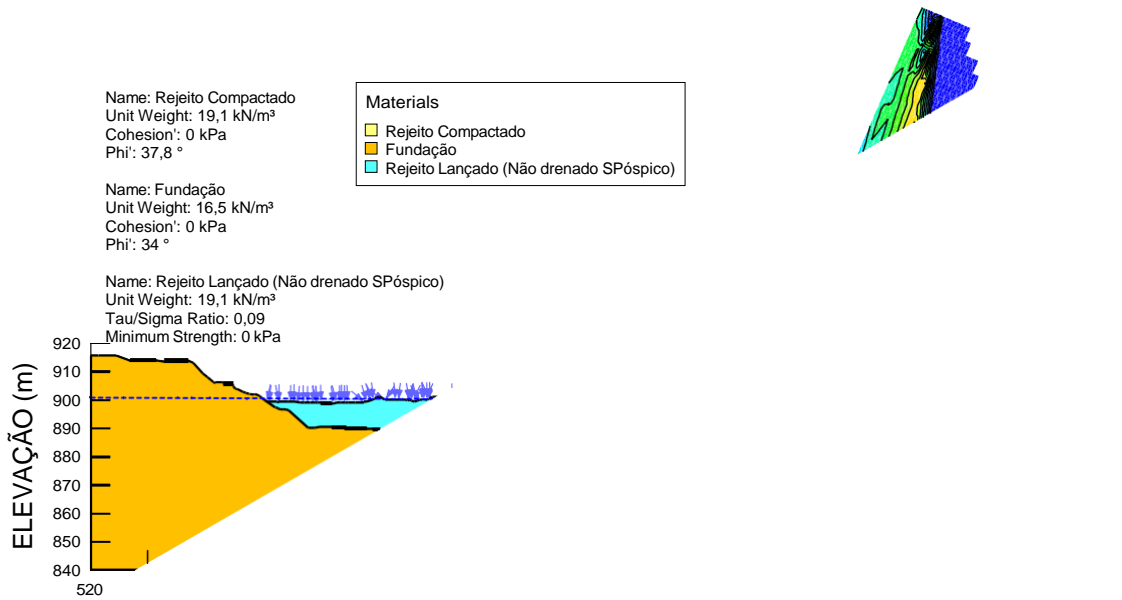 Name: Rejeito Compactado
Unit Weight: 19,1 kN/m³
Cohesion': 0 kPa
Phi': 37,8 °
Name: Fundação
Unit Weight: 16,5 kN/m³
Cohesion': 0 kPa
Phi': 34 °
Name: Rejeito Lançado (Não drenado SPóspico)
Unit Weight: 19,1 kN/m³
Tau/Sigma Ratio: 0,09
Minimum Strength: 0 kPa
Materials
Rejeito Compactado
Fundação
Rejeito Lançado (Não drenado SPóspico)
ELEVAÇÃO (m)
920
910
900
890
880
870
860
850
840
520